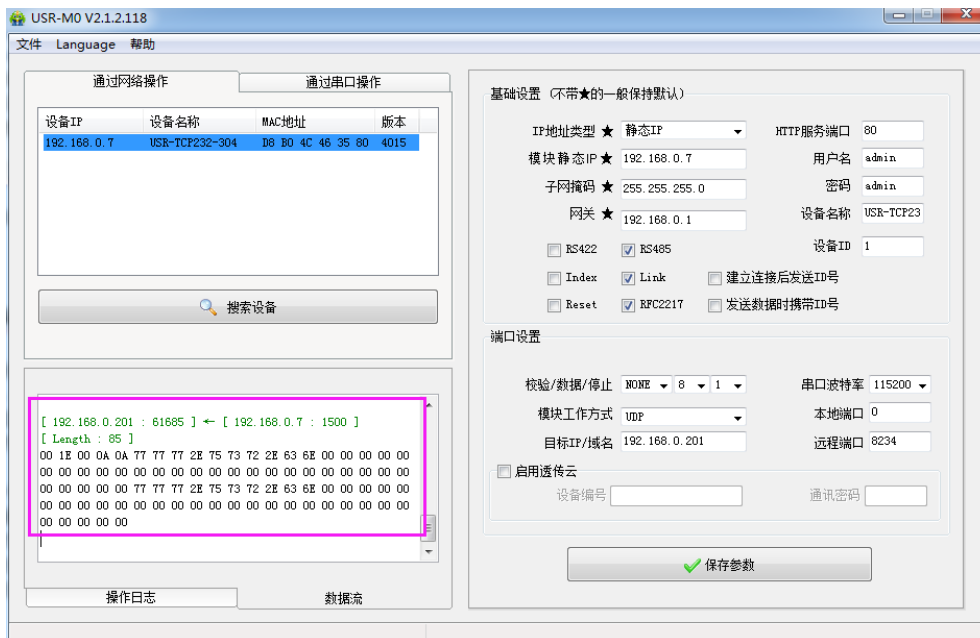 USR-M0 V2.1.2.118
文件 Language 帮助
通过网络操作 通过串口操作
设备IP 设备名称 MAC地址 版本
192.168.0.7 USR-TCP232-304 D8 B0 4C 46 35 80 4015
搜索设备
[ 192.168.0.201 : 61685 ] ← [ 192.168.0.7 : 1500 ]
[ Length : 85 ]
00 1E 00 0A 0A 77 77 77 2E 75 73 72 2E 63 6E 00 00 00 00 00
00 00 00 00 00 00 00 00 00 00 00 00 00 00 00 00 00 00 00 00
00 00 00 00 00 77 77 77 2E 75 73 72 2E 63 6E 00 00 00 00 00
00 00 00 00 00 00 00 00 00 00 00 00 00 00 00 00 00 00 00 00
00 00 00 00 00
操作日志 数据流
基础设置 (不带★的一般保持默认)
IP地址类型 ★ 静态IP HTTP服务端口 80
模块静态IP★ 192.168.0.7 用户名 admin
子网掩码 ★ 255.255.255.0 密码 admin
网关 ★ 192.168.0.1 设备名称 USR-TCP23
RS422 RS485 设备ID 1
Index Link 建立连接后发送ID号
Reset RFC2217 发送数据时携带ID号
端口设置
校验/数据/停止 NONE 8 1 串口波特率 115200
模块工作方式 UDP 本地端口 0
目标IP/域名 192.168.0.201 远程端口 8234
启用透传云
设备编号 通讯密码
保存参数